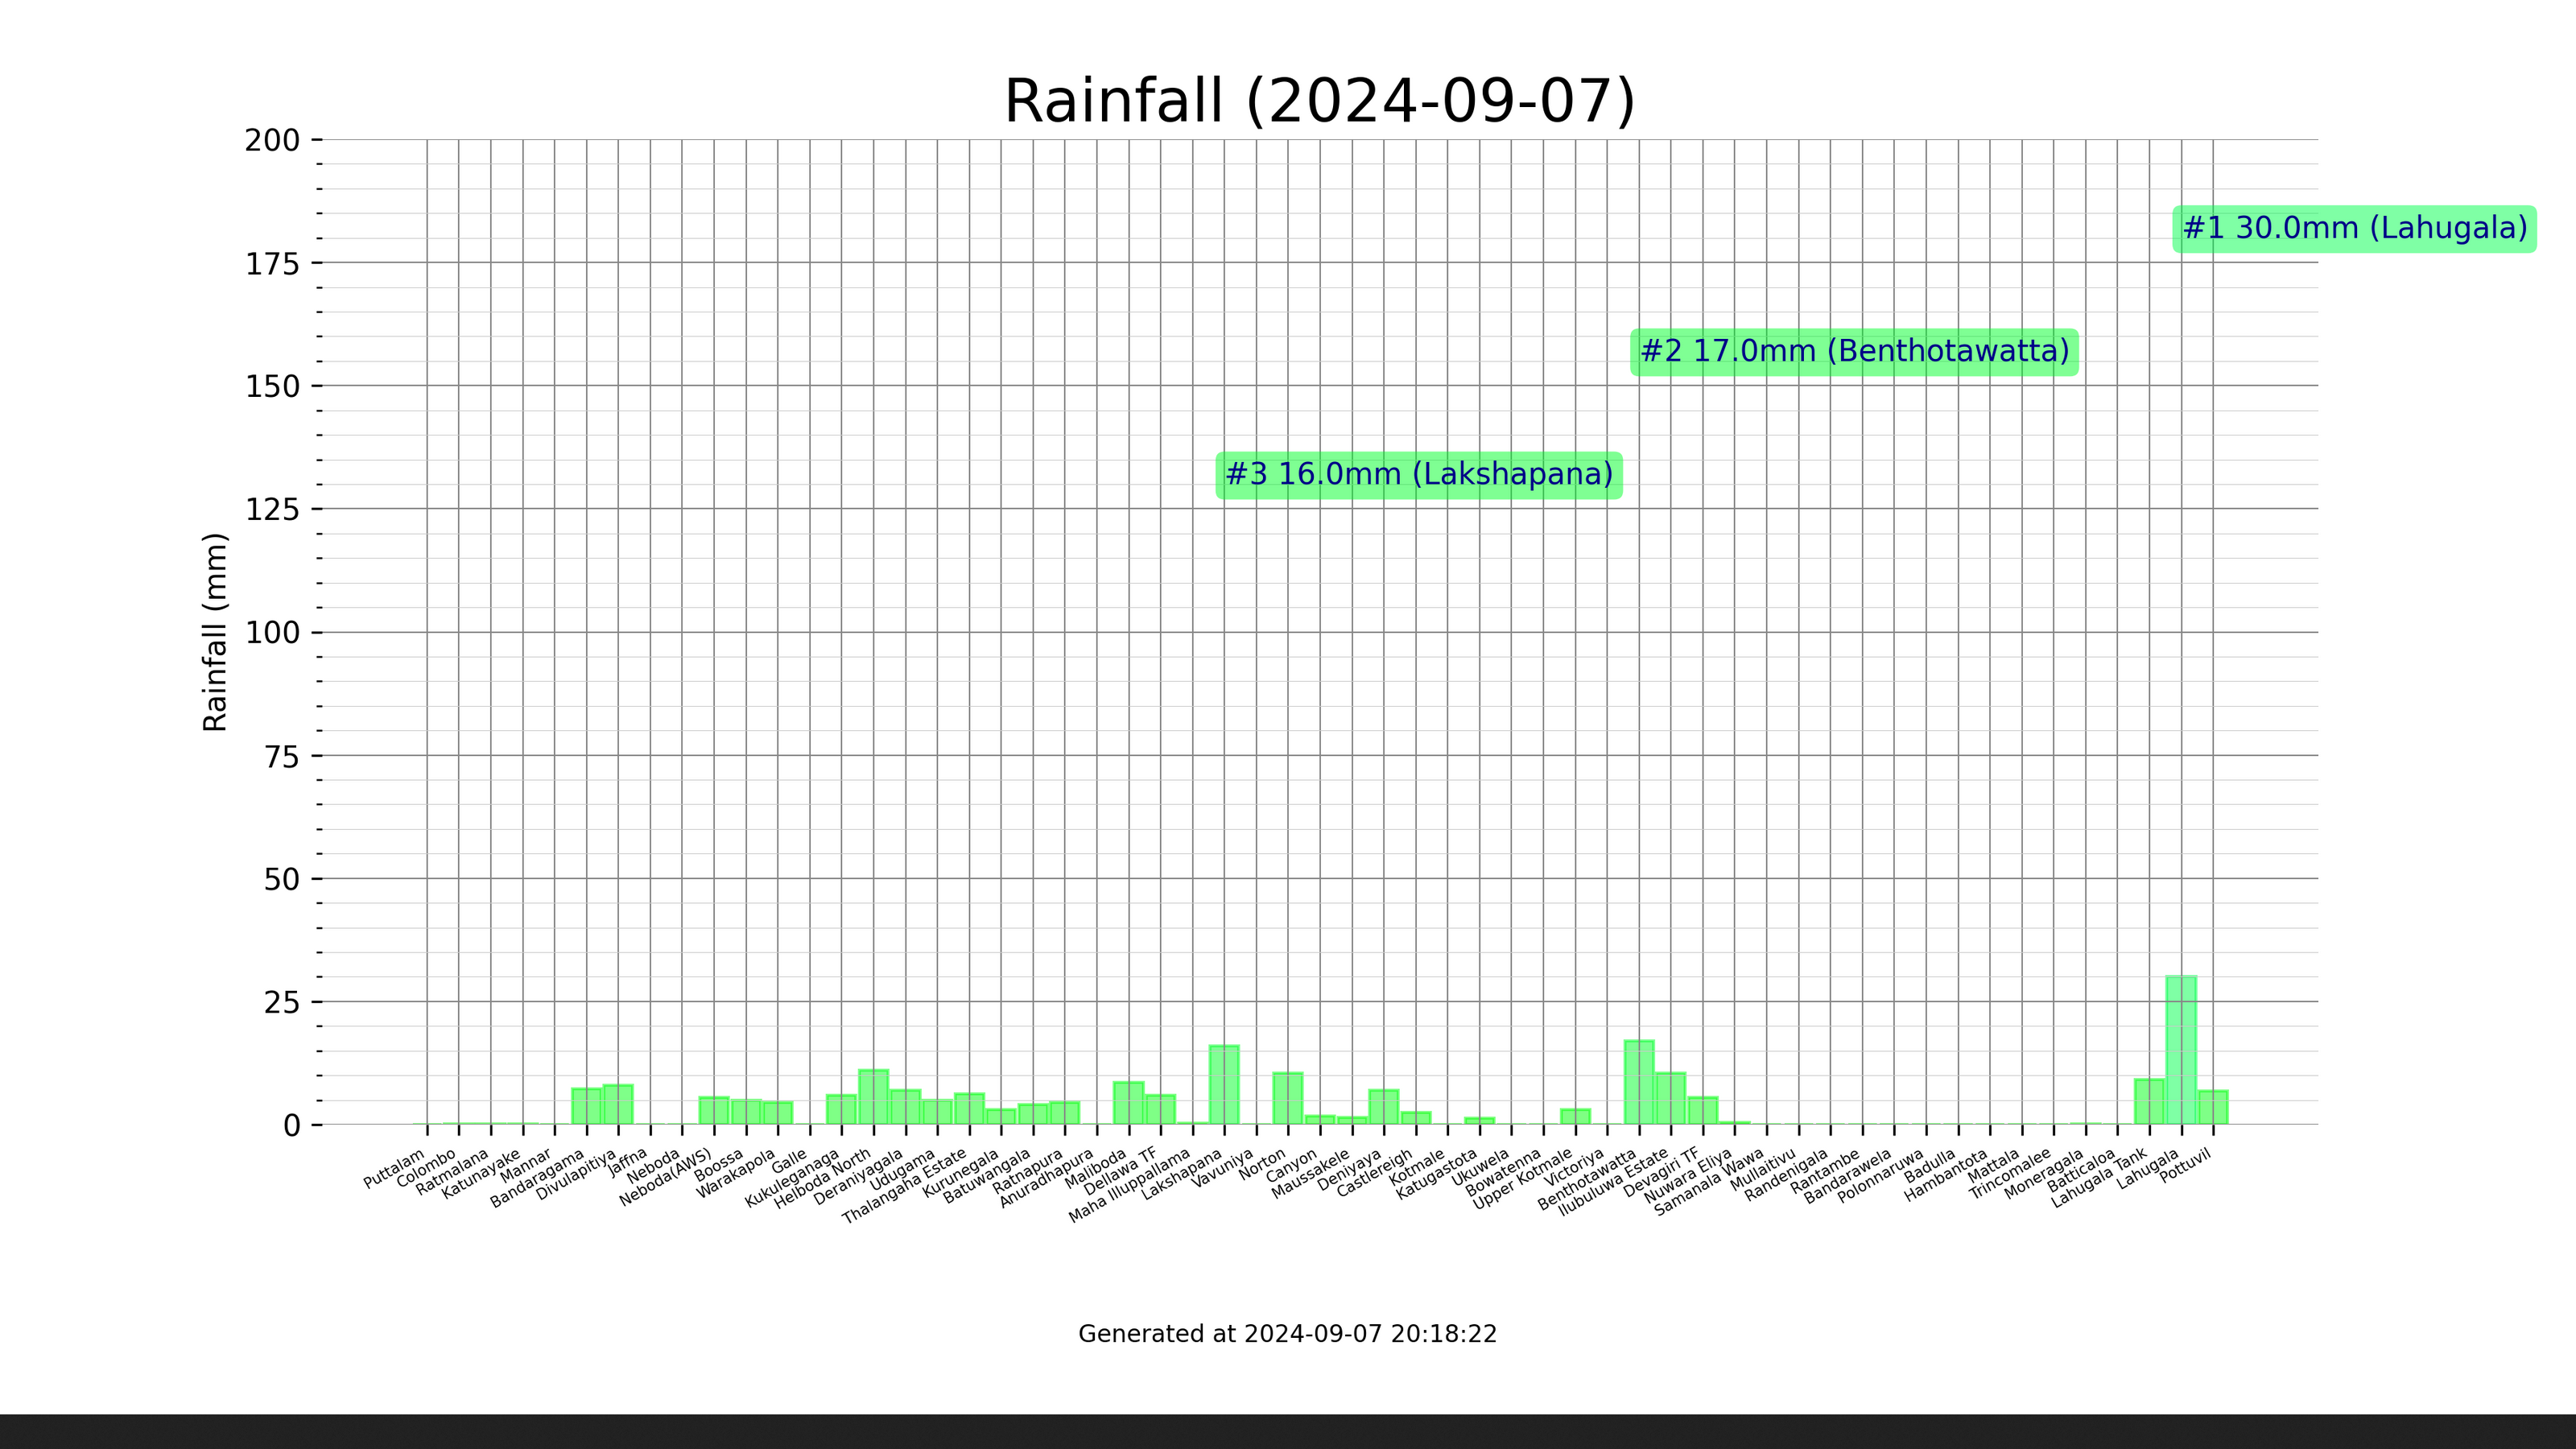 Rainfall (2024-09-07)
200
175
150
125
100
75
50
25
0
Rainfall (mm)
#1 30.0mm (Lahugala)
#2 17.0mm (Benthotawatta)
#3 16.0mm (Lakshapana)
Puttalam
Colombo
Ratmalana
Katunayake
Mannar
Bandaragama
Divulapitiya
Jaffna
Neboda
Neboda(AWS)
Boossa
Warakapola
Galle
Kukuleganaga
Helboda North
Deraniyagala
Udugama
Thalangaha Estate
Kurunegala
Batuwangala
Ratnapura
Anuradhapura
Maliboda
Dellawa TF
Maha Illuppallama
Lakshapana
Vavuniya
Norton
Canyon
Maussakele
Deniyaya
Castlereigh
Kotmale
Katugastota
Ukuwela
Bowatenna
Upper Kotmale
Victoriya
Benthotawatta
Ilubuluwa Estate
Devagiri TF
Nuwara Eliya
Samanala Wawa
Mullaitivu
Randenigala
Rantambe
Bandarawela
Polonnaruwa
Badulla
Hambantota
Mattala
Trincomalee
Moneragala
Batticaloa
Lahugala Tank
Lahugala
Pottuvil
Generated at 2024-09-07 20:18:22